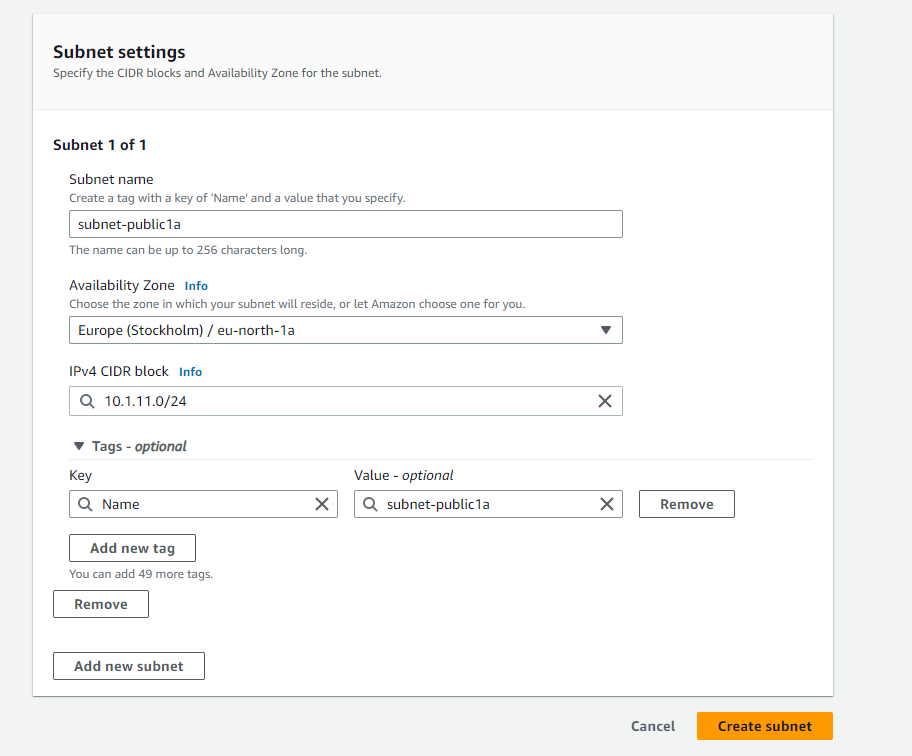 Subnet settings
Specify the CIDR blocks and Availability Zone for the subnet.
Subnet 1 of 1
Subnet name
Create a tag with a key of 'Name' and a value that you specify.
subnet-public1a
The name can be up to 256 characters long.
Availability Zone Info
Choose the zone in which your subnet will reside, or let Amazon choose one for you.
Europe (Stockholm) / eu-north-1a
IPv4 CIDR block Info
10.1.11.0/24
Tags - optional
Key Value - optional
Name subnet-public1a Remove
Add new tag
You can add 49 more tags.
Remove
Add new subnet
Cancel Create subnet